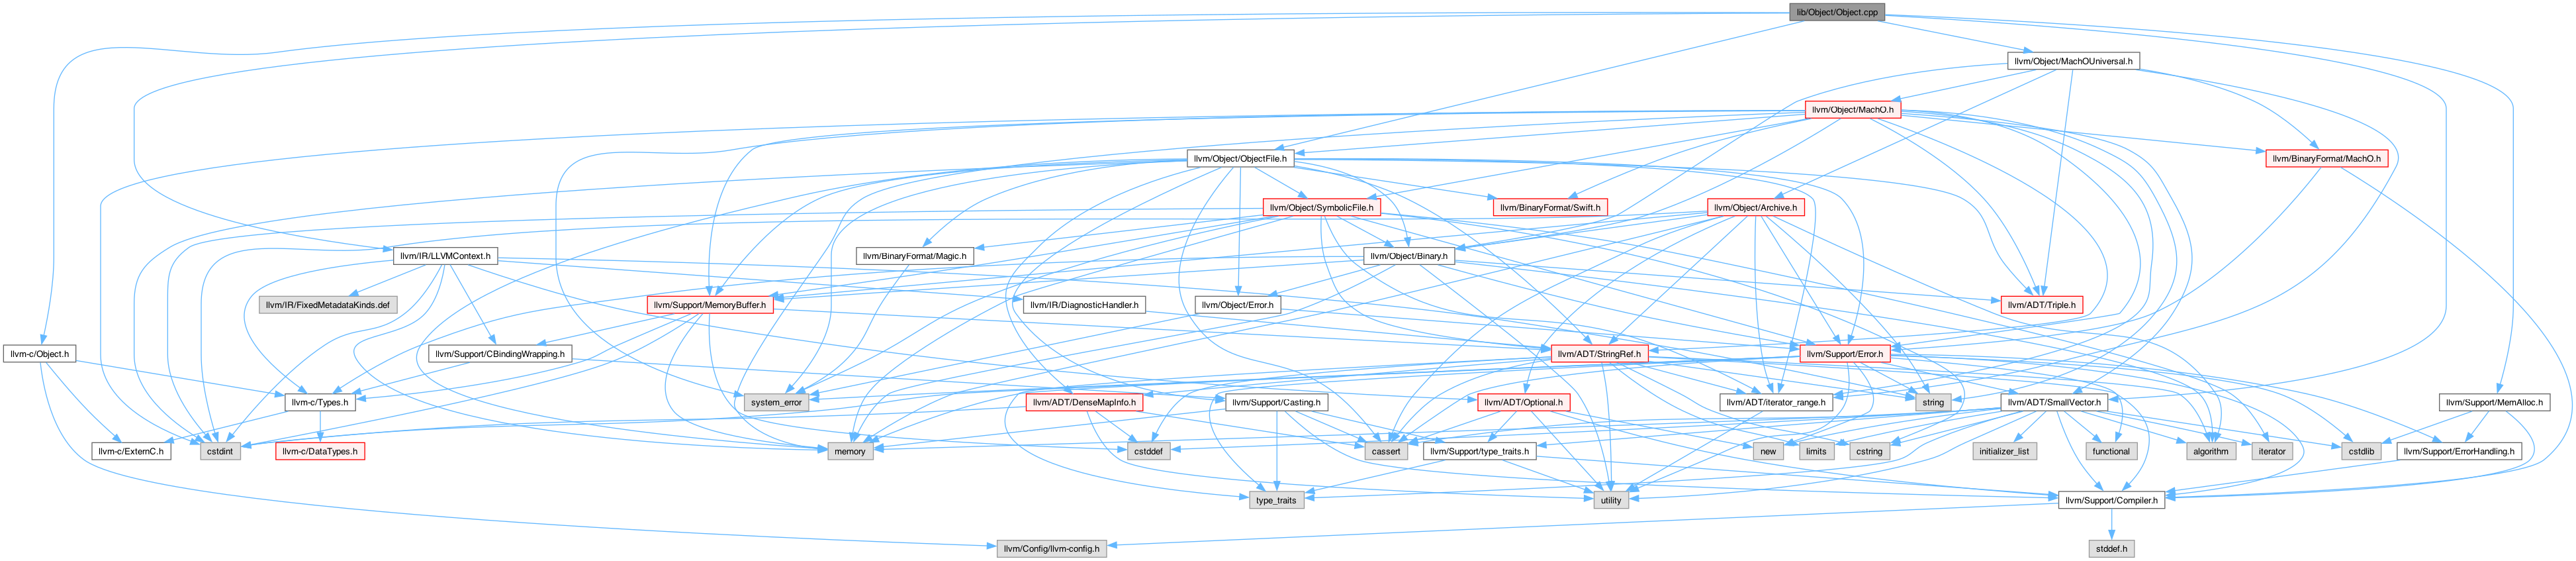 lib/Object/Object.cpp
llvm/Object/MachOUniversal.h
llvm/Object/MachO.h
llvm/Object/ObjectFile.h
llvm/BinaryFormat/MachO.h
llvm/Object/SymbolicFile.h
llvm/BinaryFormat/Swift.h
llvm/Object/Archive.h
llvm/IR/LLVMContext.h
llvm/BinaryFormat/Magic.h
llvm/Object/Binary.h
llvm/IR/FixedMetadataKinds.def
llvm/Support/MemoryBuffer.h
llvm/IR/DiagnosticHandler.h
llvm/Object/Error.h
llvm/ADT/Triple.h
llvm-c/Object.h
llvm/Support/CBindingWrapping.h
llvm/ADT/StringRef.h
llvm/Support/Error.h
llvm-c/Types.h
system_error
llvm/ADT/DenseMapInfo.h
llvm/Support/Casting.h
llvm/ADT/Optional.h
llvm/ADT/iterator_range.h
string
llvm/ADT/SmallVector.h
llvm/Support/MemAlloc.h
llvm-c/ExternC.h
cstdint
llvm-c/DataTypes.h
memory
cstddef
cassert
llvm/Support/type_traits.h
new
limits
cstring
initializer_list
functional
algorithm
iterator
cstdlib
llvm/Support/ErrorHandling.h
type_traits
utility
llvm/Support/Compiler.h
llvm/Config/llvm-config.h
stddef.h